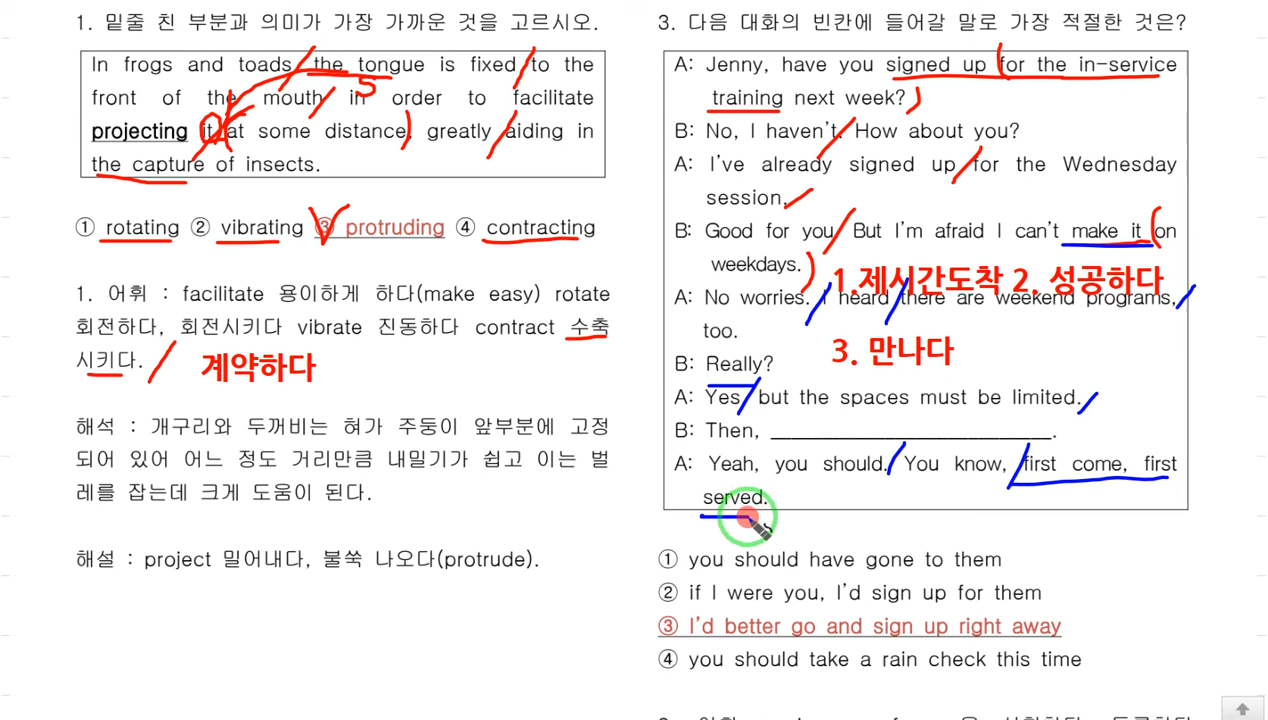 1. 밑줄 친 부분과 의미가 가장 가까운 것을 고르시오.
In frogs and toads the tongue is fixed to the
front of the mouth in order to facilitate
projecting it at some distance, greatly aiding in
the capture of insects.
5
① rotating ② vibrating ③ protruding ④ contracting
1. 어휘 : facilitate 용이하게 하다(make easy) rotate
회전하다, 회전시키다 vibrate 진동하다 contract 수축
시키다.
계약하다
해석 : 개구리와 두꺼비는 혀가 주둥이 앞부분에 고정
되어 있어 어느 정도 거리만큼 내밀기가 쉽고 이는 벌
레를 잡는데 크게 도움이 된다.
해설 : project 밀어내다, 불쑥 나오다(protrude).
3. 다음 대화의 빈칸에 들어갈 말로 가장 적절한 것은?
A: Jenny, have you signed up for the in-service
training next week?
B: No, I haven't. How about you?
A: I've already signed up for the Wednesday
session.
B: Good for you. But I'm afraid I can't make it on
weekdays.
1.제시간도착 2. 성공하다
A: No worries. I heard there are weekend programs,
too.
3. 만나다
B: Really?
A: Yes, but the spaces must be limited.
B: Then, ____________________________.
A: Yeah, you should. You know, first come, first
served.
① you should have gone to them
② if I were you, I'd sign up for them
③ I'd better go and sign up right away
④ you should take a rain check this time